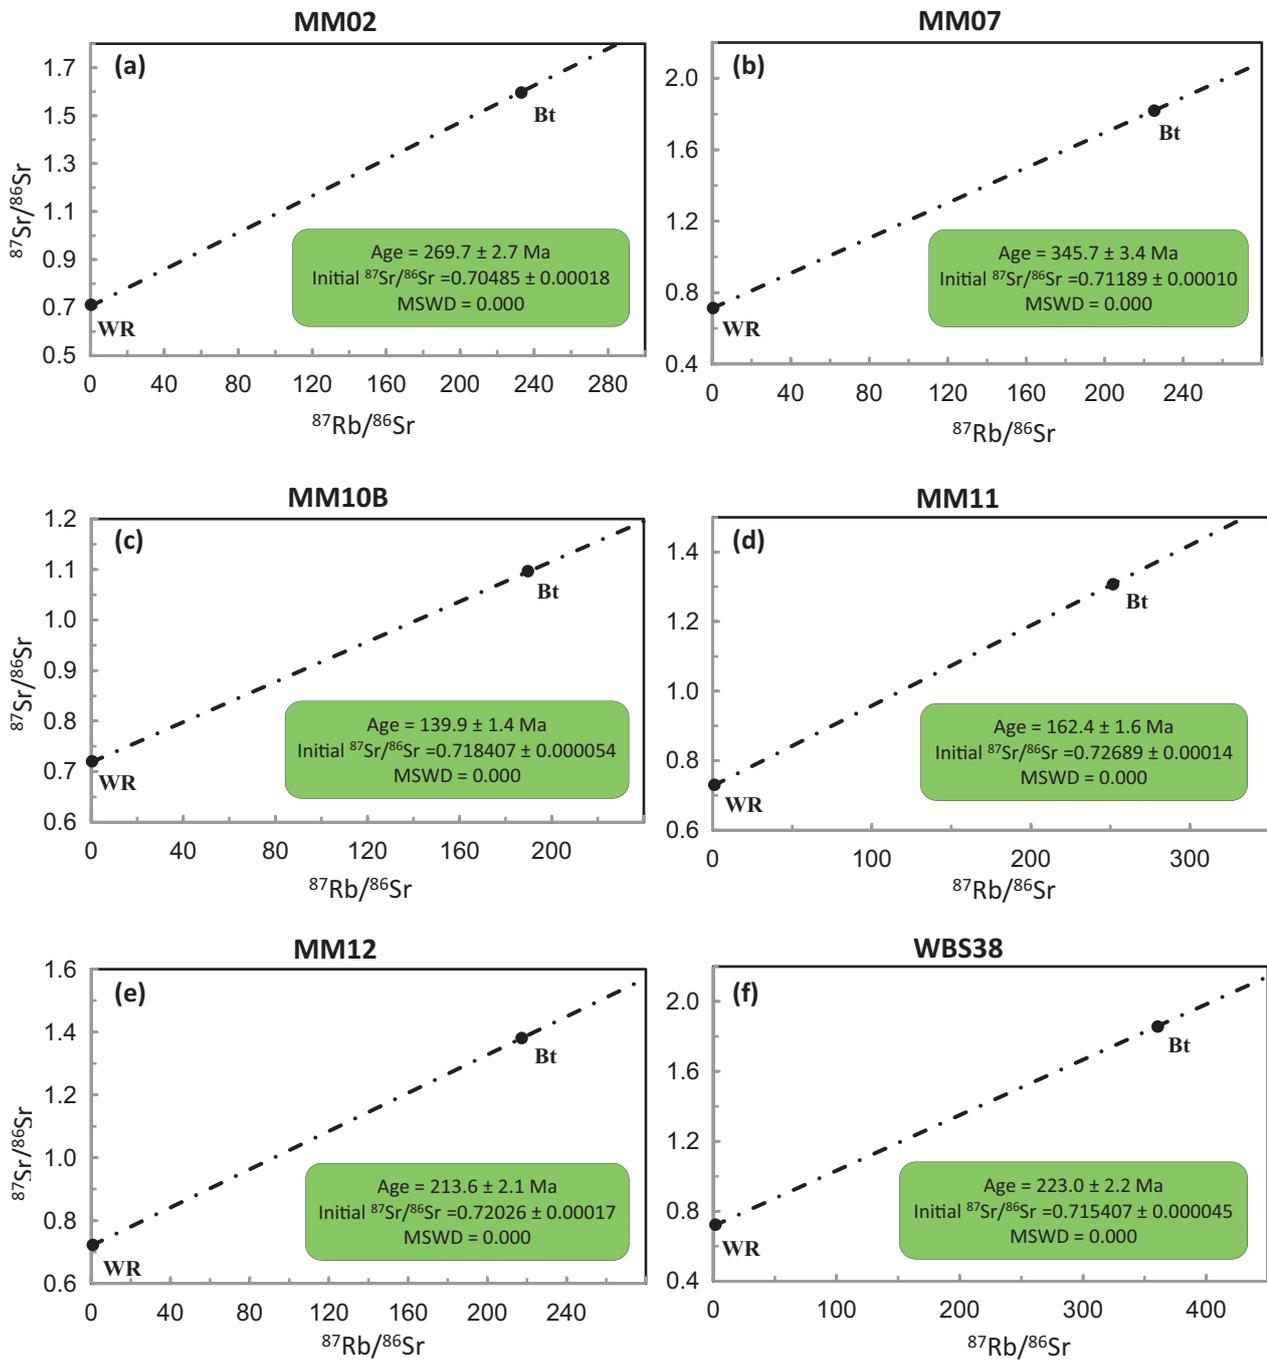 MM02
(a)
1.7
1.5
1.3
1.1
0.9
0.7
0.5
⁸⁷Sr/⁸⁶Sr
Bt
WR
Age = 269.7 ± 2.7 Ma
Initial ⁸⁷Sr/⁸⁶Sr =0.70485 ± 0.00018
MSWD = 0.000
0 40 80 120 160 200 240 280
⁸⁷Rb/⁸⁶Sr
MM07
(b)
2.0
1.6
1.2
0.8
0.4
Bt
WR
Age = 345.7 ± 3.4 Ma
Initial ⁸⁷Sr/⁸⁶Sr =0.71189 ± 0.00010
MSWD = 0.000
0 40 80 120 160 200 240
⁸⁷Rb/⁸⁶Sr
MM10B
(c)
1.2
1.1
1.0
0.9
0.8
0.7
0.6
⁸⁷Sr/⁸⁶Sr
Bt
WR
Age = 139.9 ± 1.4 Ma
Initial ⁸⁷Sr/⁸⁶Sr =0.718407 ± 0.000054
MSWD = 0.000
0 40 80 120 160 200
⁸⁷Rb/⁸⁶Sr
MM11
(d)
1.4
1.2
1.0
0.8
0.6
Bt
WR
Age = 162.4 ± 1.6 Ma
Initial ⁸⁷Sr/⁸⁶Sr =0.72689 ± 0.00014
MSWD = 0.000
0 100 200 300
⁸⁷Rb/⁸⁶Sr
MM12
(e)
1.6
1.4
1.2
1.0
0.8
0.6
⁸⁷Sr/⁸⁶Sr
Bt
WR
Age = 213.6 ± 2.1 Ma
Initial ⁸⁷Sr/⁸⁶Sr =0.72026 ± 0.00017
MSWD = 0.000
0 40 80 120 160 200 240
⁸⁷Rb/⁸⁶Sr
WBS38
(f)
2.0
1.6
1.2
0.8
0.4
Bt
WR
Age = 223.0 ± 2.2 Ma
Initial ⁸⁷Sr/⁸⁶Sr =0.715407 ± 0.000045
MSWD = 0.000
0 100 200 300 400
⁸⁷Rb/⁸⁶Sr